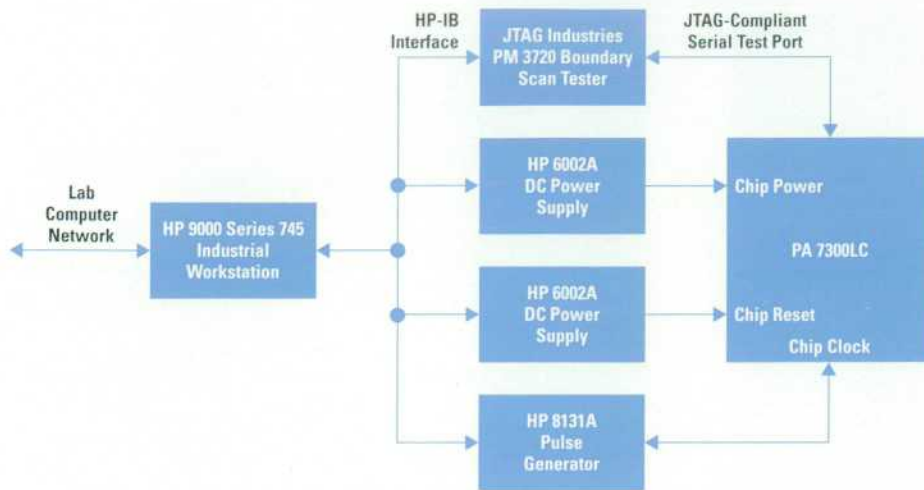 HP-IB
Interface
JTAG Industries
PM 3720 Boundary
Scan Tester
JTAG-Compliant
Serial Test Port
HP 6002A
DC Power
Supply
Chip Power
Lab
Computer
Network
HP 9000 Series 745
Industrial
Workstation
PA 7300LC
HP 6002A
DC Power
Supply
Chip Reset
Chip Clock
HP 8131A
Pulse
Generator